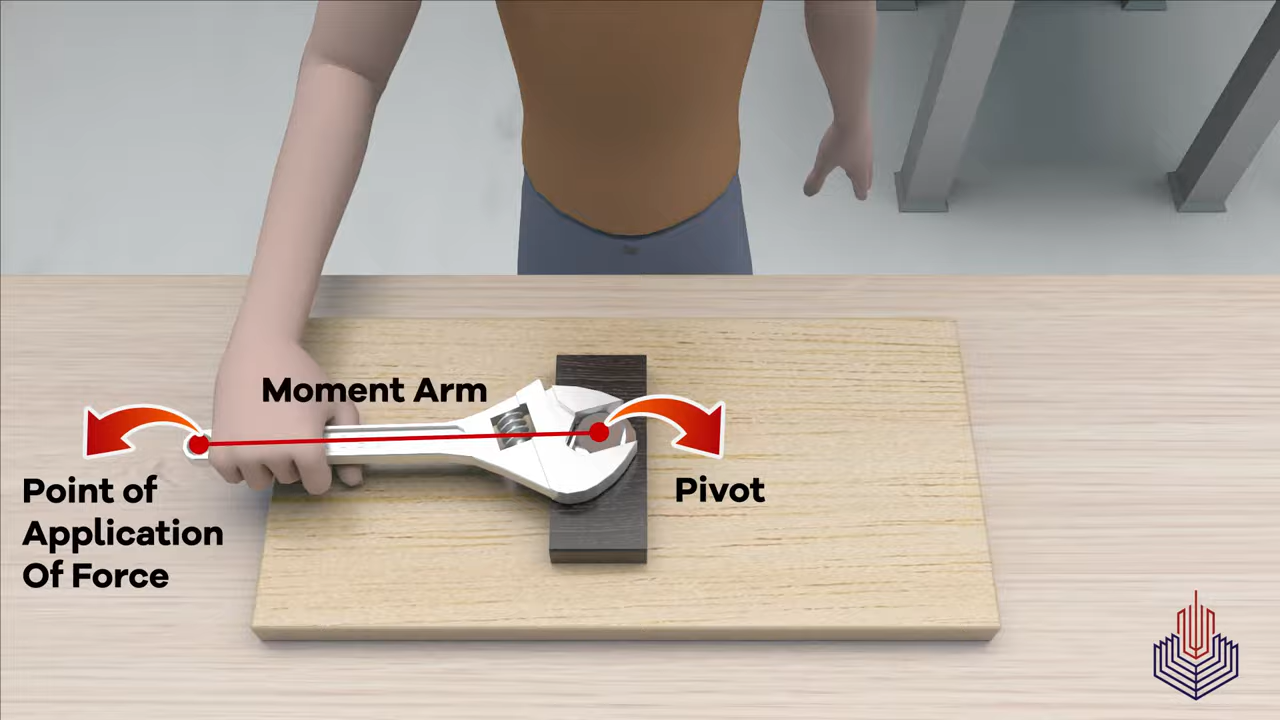 Moment Arm
Point of
Application
Of Force
Pivot